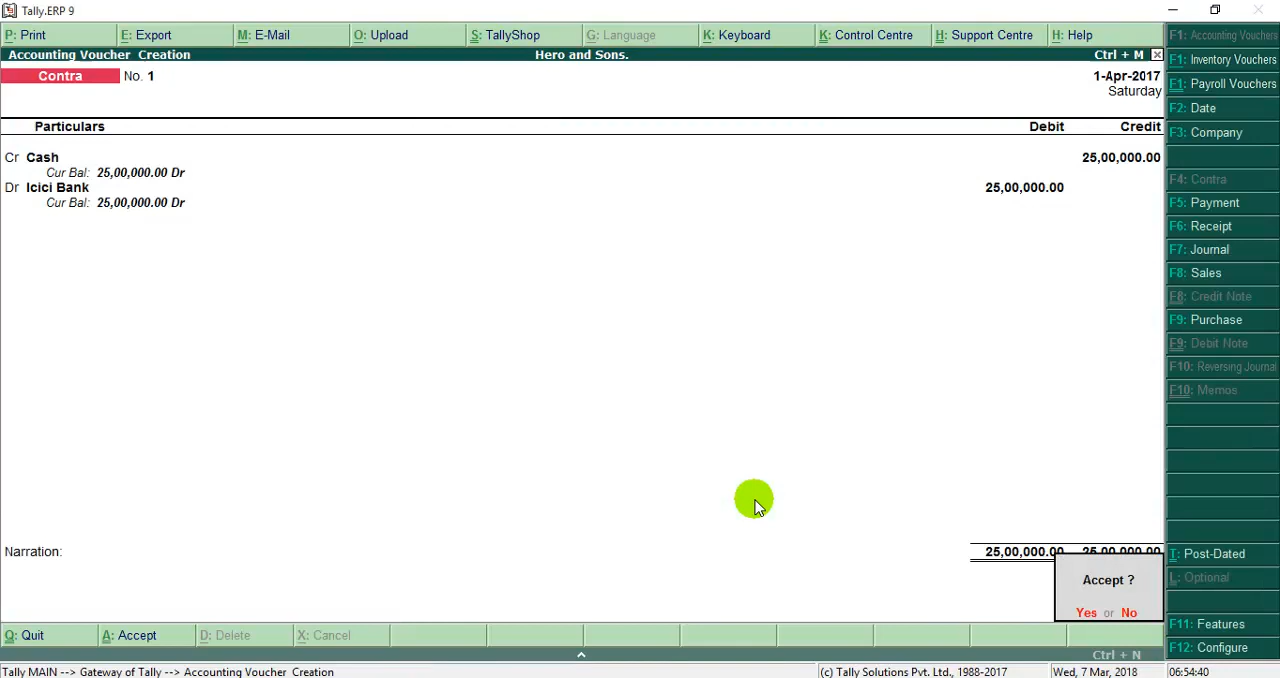 Tally.ERP 9
P: Print E: Export M: E-Mail O: Upload S: TallyShop G: Language K: Keyboard K: Control Centre H: Support Centre H: Help
Accounting Voucher Creation Hero and Sons. Ctrl + M
Contra No. 1 1-Apr-2017
Saturday
Particulars Debit Credit
Cr Cash 25,00,000.00
Cur Bal: 25,00,000.00 Dr
Dr Icici Bank 25,00,000.00
Cur Bal: 25,00,000.00 Dr
Narration: 25,00,000.00 25,00,000.00
Accept ?
Yes or No
F1: Accounting Vouchers
F1: Inventory Vouchers
F1: Payroll Vouchers
F2: Date
F3: Company
F4: Contra
F5: Payment
F6: Receipt
F7: Journal
F8: Sales
F8: Credit Note
F9: Purchase
F9: Debit Note
F10: Reversing Journal
F10: Memos
T: Post-Dated
L: Optional
F11: Features
F12: Configure
Q: Quit A: Accept D: Delete X: Cancel
Ctrl + N
Tally MAIN --> Gateway of Tally --> Accounting Voucher Creation (c) Tally Solutions Pvt. Ltd., 1988-2017 Wed, 7 Mar, 2018 06:54:40